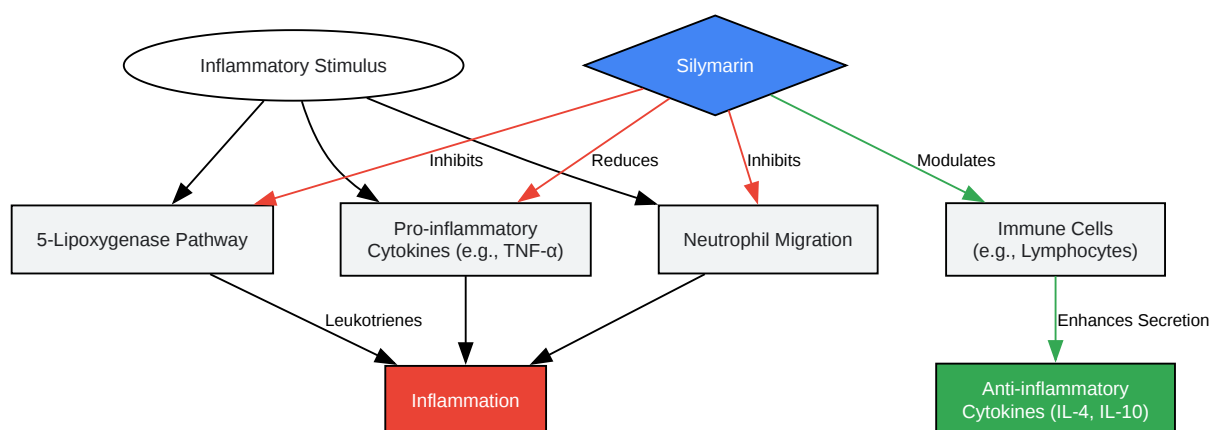 Inflammatory Stimulus
Silymarin
Inhibits
Reduces
Inhibits
Modulates
5-Lipoxygenase Pathway
Pro-inflammatory
Cytokines (e.g., TNF-α)
Neutrophil Migration
Immune Cells
(e.g., Lymphocytes)
Leukotrienes
Enhances Secretion
Inflammation
Anti-inflammatory
Cytokines (IL-4, IL-10)